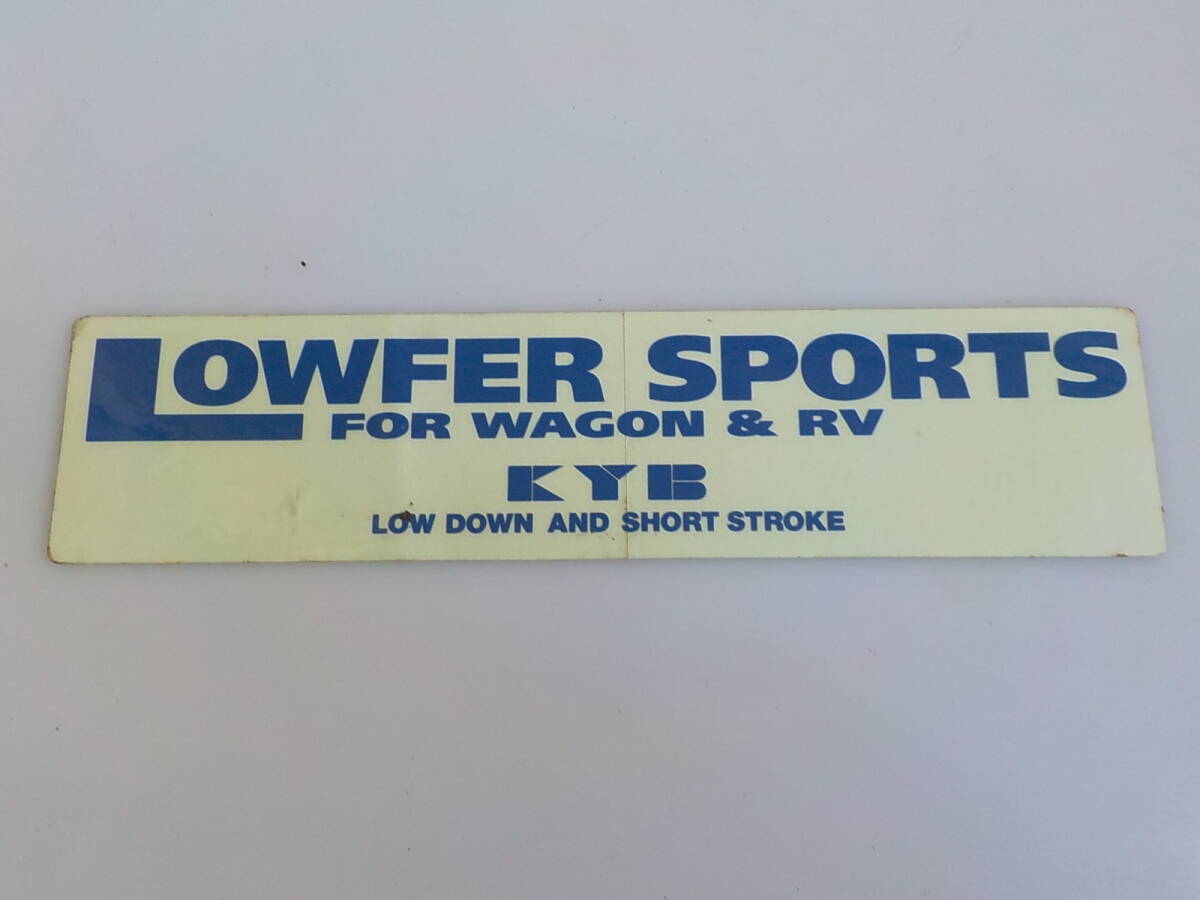 LOWFER SPORTS
FOR WAGON & RV
KYB
LOW DOWN AND SHORT STROKE